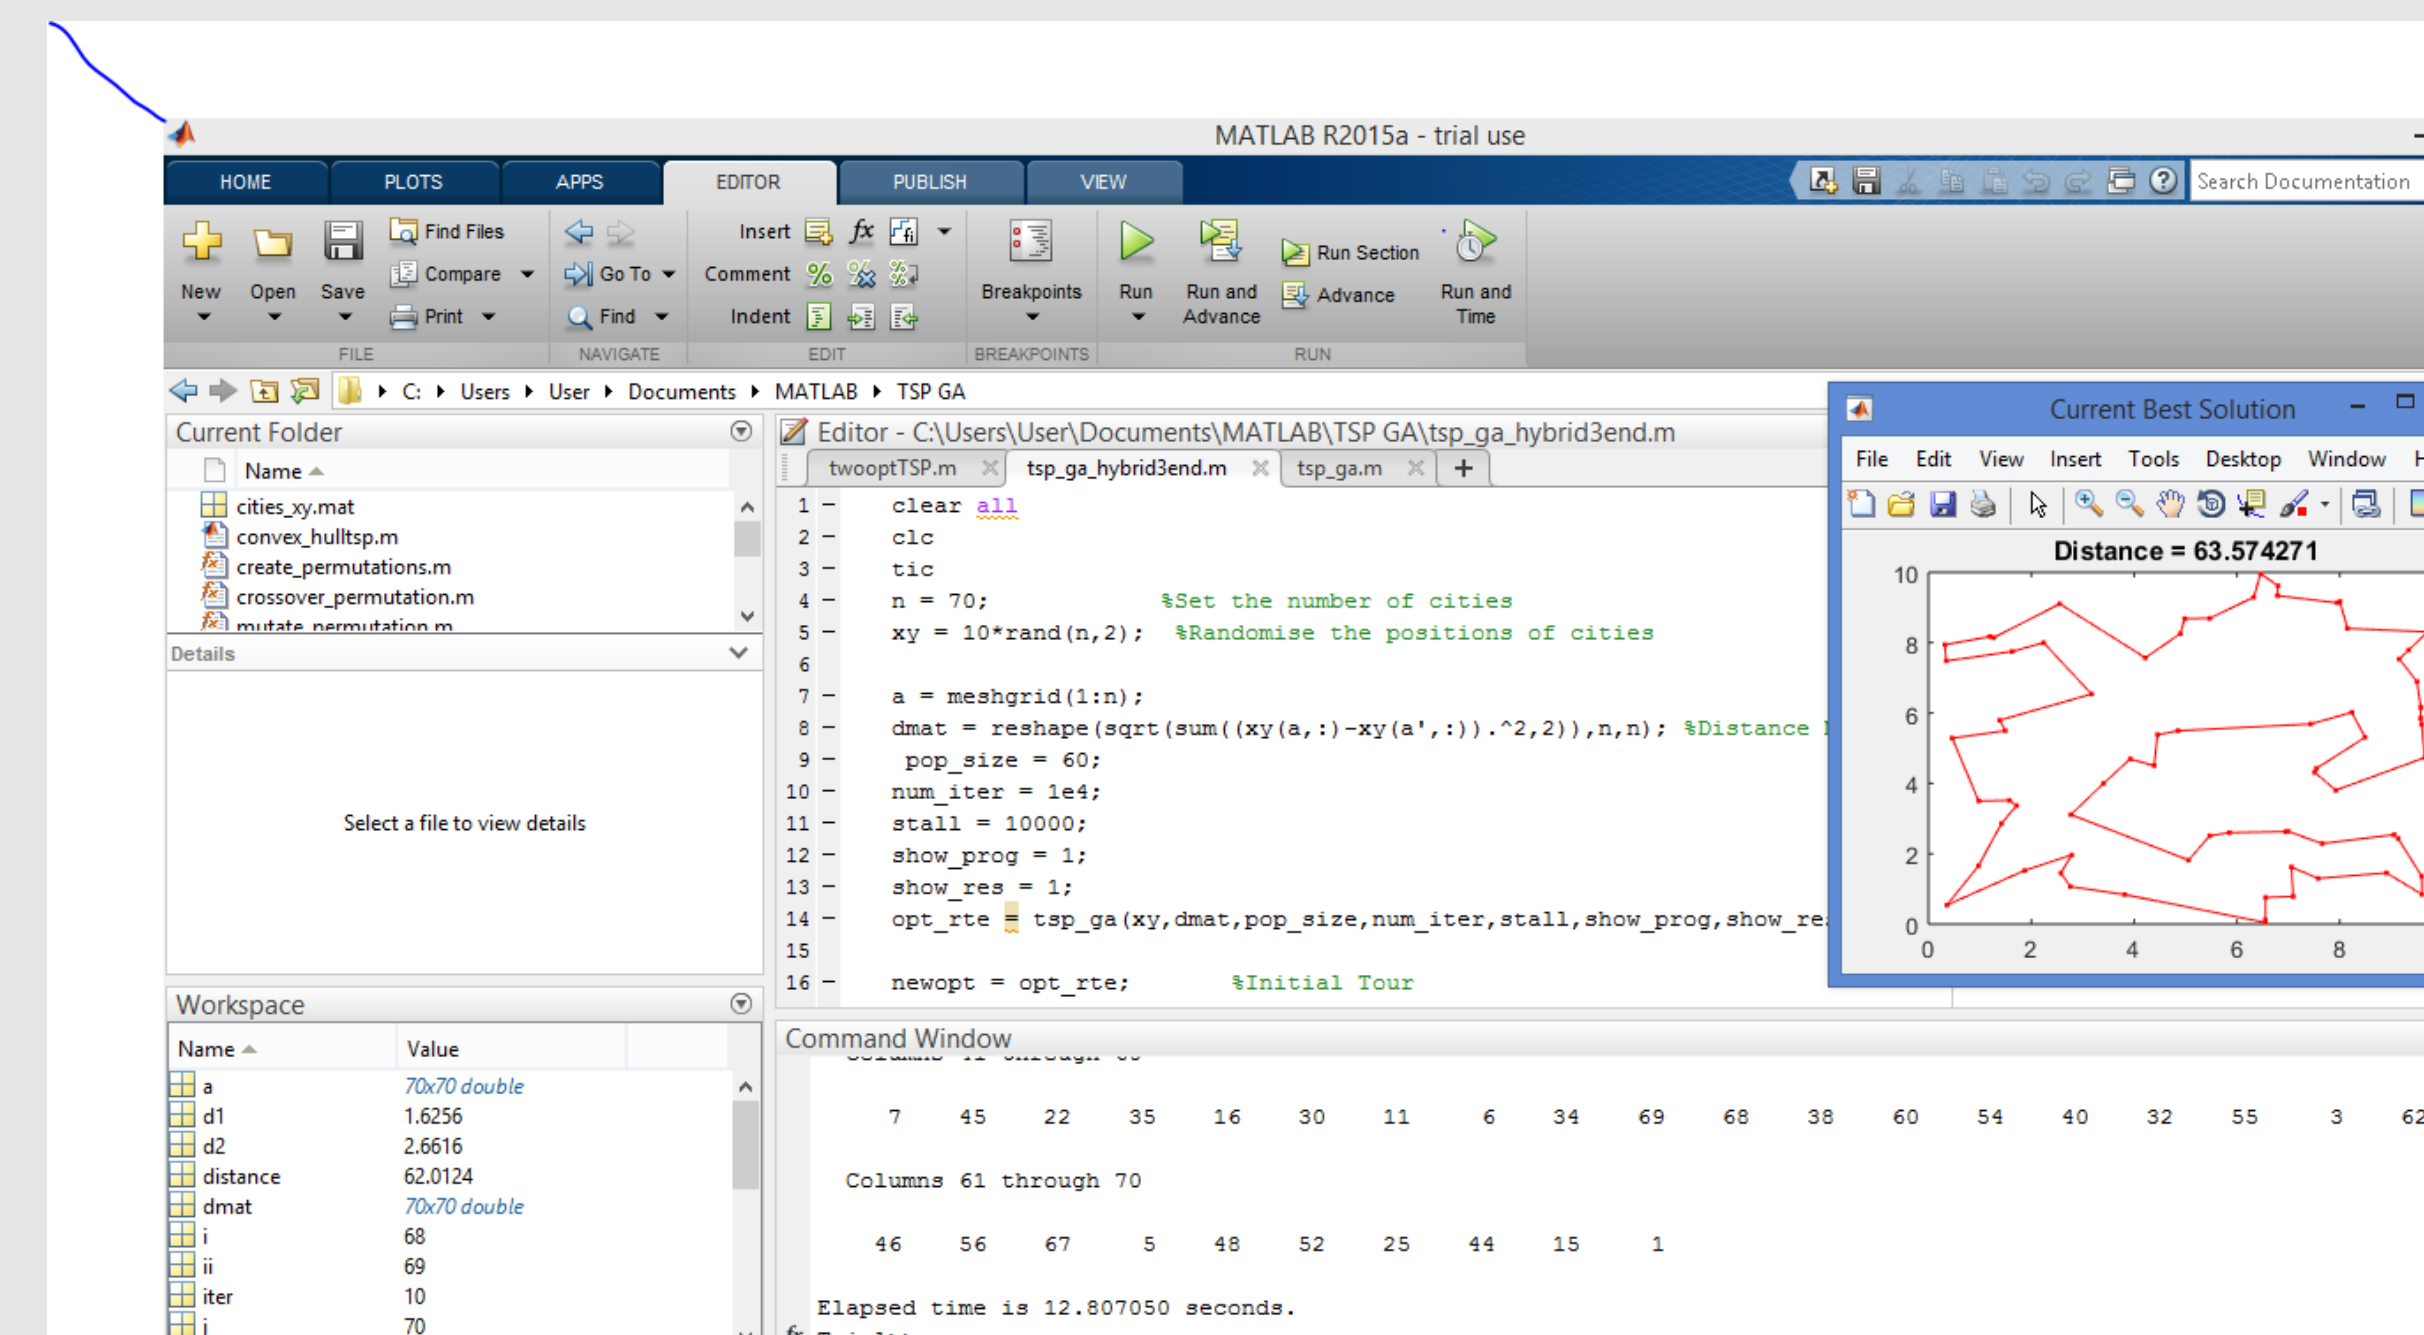 MATLAB R2015a - trial use
HOME PLOTS APPS EDITOR PUBLISH VIEW
Search Documentation
New Open Save
Find Files
Compare
Print
Go To
Find
Insert fx fi
Comment
Indent
Breakpoints
Run
Run and Advance
Run Section
Advance
Run and Time
FILE NAVIGATE EDIT BREAKPOINTS RUN
C: Users User Documents MATLAB TSP GA
Current Folder
Name
cities_xy.mat
convex_hulltsp.m
create_permutations.m
crossover_permutation.m
mutate_permutation.m
Details
Select a file to view details
Workspace
Name Value
a 70x70 double
d1 1.6256
d2 2.6616
distance 62.0124
dmat 70x70 double
i 68
ii 69
iter 10
j 70
Editor - C:\Users\User\Documents\MATLAB\TSP GA\tsp_ga_hybrid3end.m
twooptTSP.m tsp_ga_hybrid3end.m tsp_ga.m +
1 – clear all
2 – clc
3 – tic
4 – n = 70; %Set the number of cities
5 – xy = 10*rand(n,2); %Randomise the positions of cities
6
7 – a = meshgrid(1:n);
8 – dmat = reshape(sqrt(sum((xy(a,:)-xy(a',:)).^2,2)),n,n); %Distance
9 – pop_size = 60;
10 – num_iter = 1e4;
11 – stall = 10000;
12 – show_prog = 1;
13 – show_res = 1;
14 – opt_rte = tsp_ga(xy,dmat,pop_size,num_iter,stall,show_prog,show_re
15
16 – newopt = opt_rte; %Initial Tour
Current Best Solution
File Edit View Insert Tools Desktop Window
Distance = 63.574271
10
8
6
4
2
0
0 2 4 6 8
Command Window
7 45 22 35 16 30 11 6 34 69 68 38 60 54 40 32 55 3 62
Columns 61 through 70
46 56 67 5 48 52 25 44 15 1
Elapsed time is 12.807050 seconds.
fx